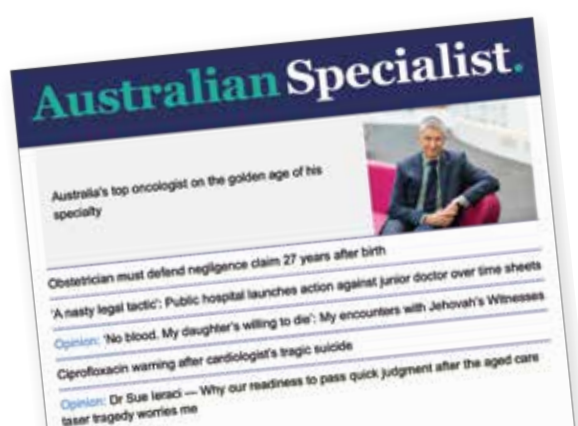 Australian Specialist.
Australia's top oncologist on the golden age of his
specialty
Obstetrician must defend negligence claim 27 years after birth
'A nasty legal tactic': Public hospital launches action against junior doctor over time sheets
Opinion: 'No blood. My daughter's willing to die': My encounters with Jehovah's Witnesses
Ciprofloxacin warning after cardiologist's tragic suicide
Opinion: Dr Sue Ieraci — Why our readiness to pass quick judgment after the aged care
taser tragedy worries me